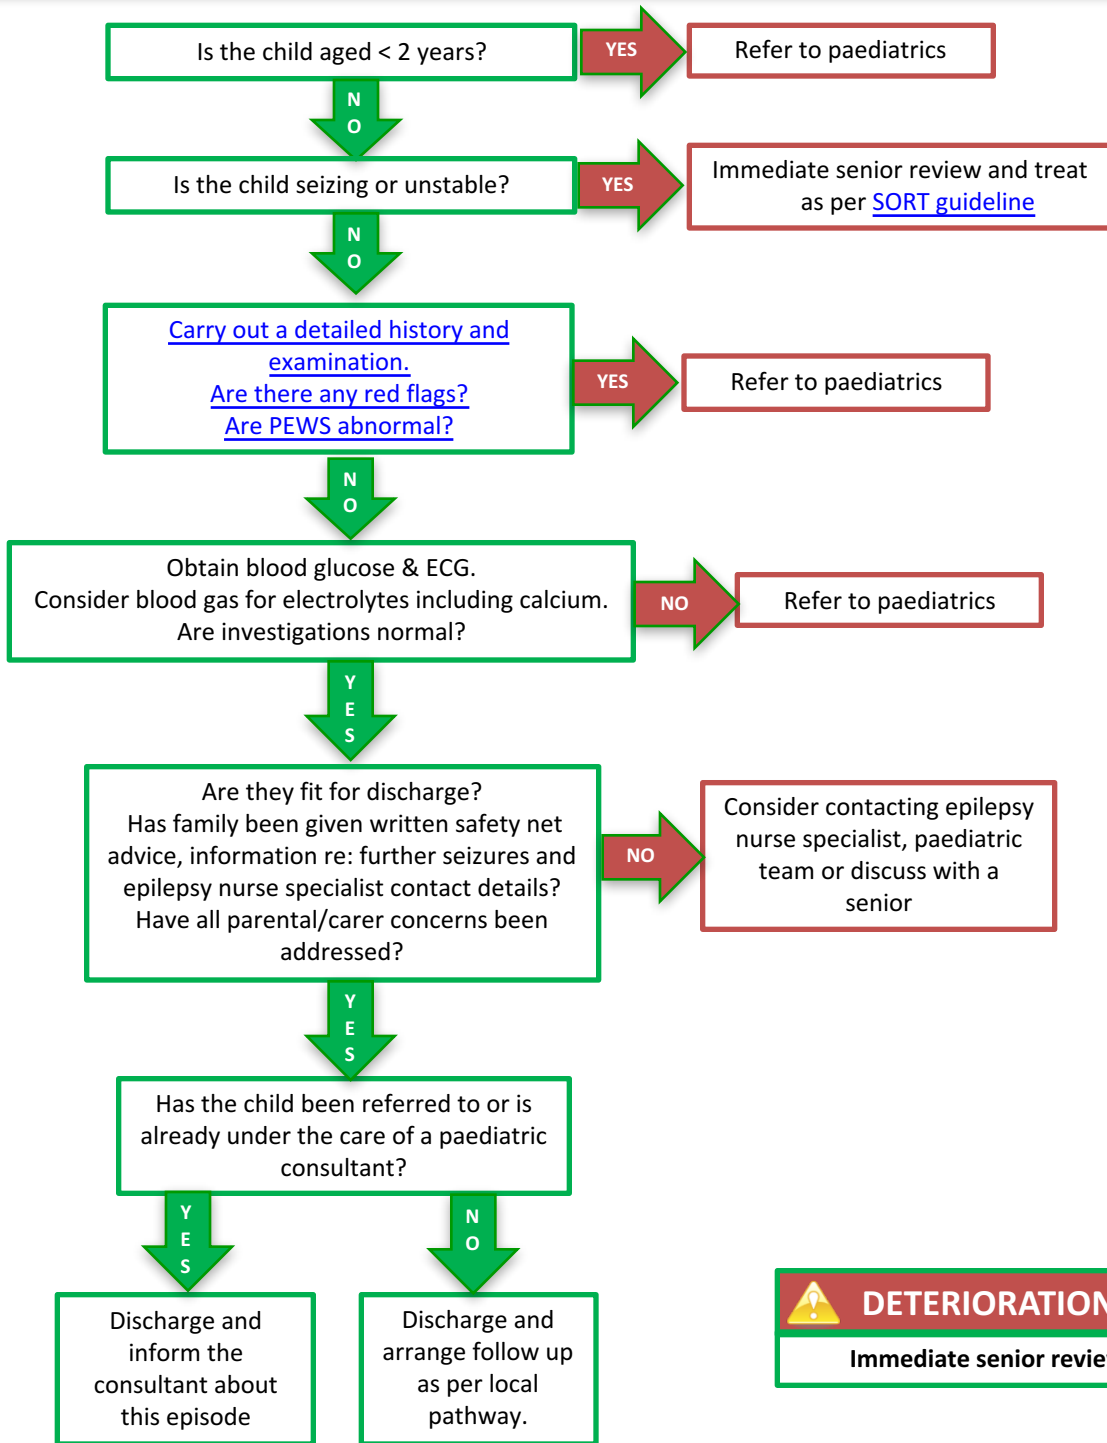 Is the child aged < 2 years?
YES
Refer to paediatrics
N
O
Is the child seizing or unstable?
YES
Immediate senior review and treat
as per SORT guideline
N
O
Carry out a detailed history and
examination.
Are there any red flags?
Are PEWS abnormal?
YES
Refer to paediatrics
N
O
Obtain blood glucose & ECG.
Consider blood gas for electrolytes including calcium.
Are investigations normal?
NO
Refer to paediatrics
Y
E
S
Are they fit for discharge?
Has family been given written safety net
advice, information re: further seizures and
epilepsy nurse specialist contact details?
Have all parental/carer concerns been
addressed?
NO
Consider contacting epilepsy
nurse specialist, paediatric
team or discuss with a
senior
Y
E
S
Has the child been referred to or is
already under the care of a paediatric
consultant?
Y
E
S
N
O
Discharge and
inform the
consultant about
this episode
Discharge and
arrange follow up
as per local
pathway.
DETERIORATION
Immediate senior review